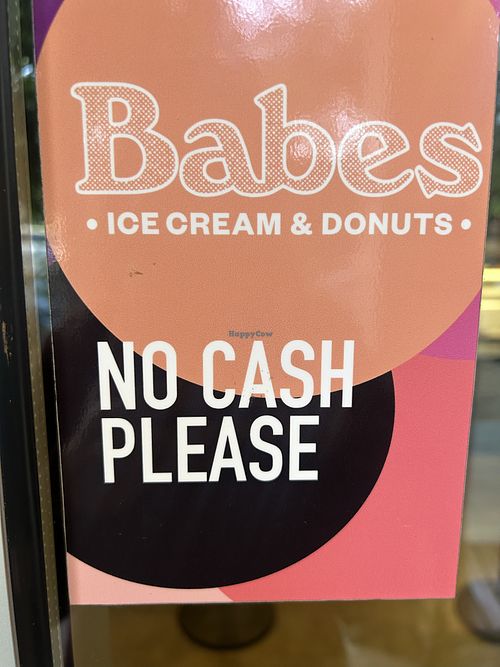 Babes
• ICE CREAM & DONUTS •
HappyCow
NO CASH
PLEASE